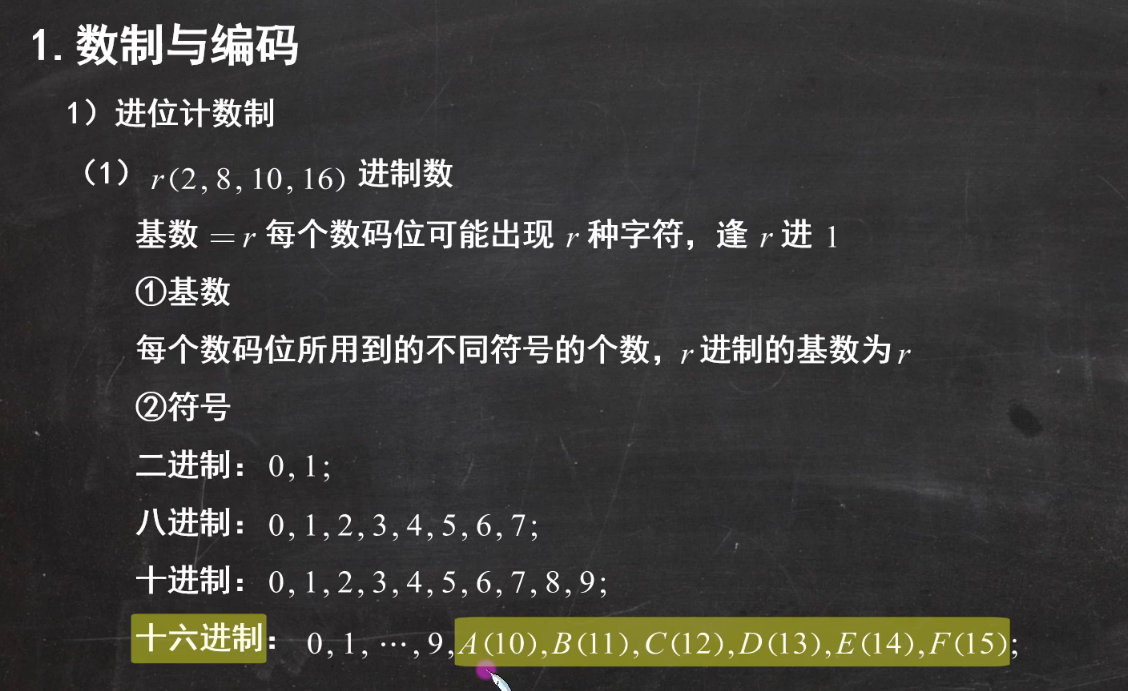 1. 数制与编码
1）进位计数制
（1）r(2,8,10,16) 进制数
基数 =r 每个数码位可能出现 r 种字符，逢 r 进 1
①基数
每个数码位所用到的不同符号的个数，r 进制的基数为 r
②符号
二进制：0,1;
八进制：0,1,2,3,4,5,6,7;
十进制：0,1,2,3,4,5,6,7,8,9;
十六进制：0,1,⋯,9,A(10),B(11),C(12),D(13),E(14),F(15);